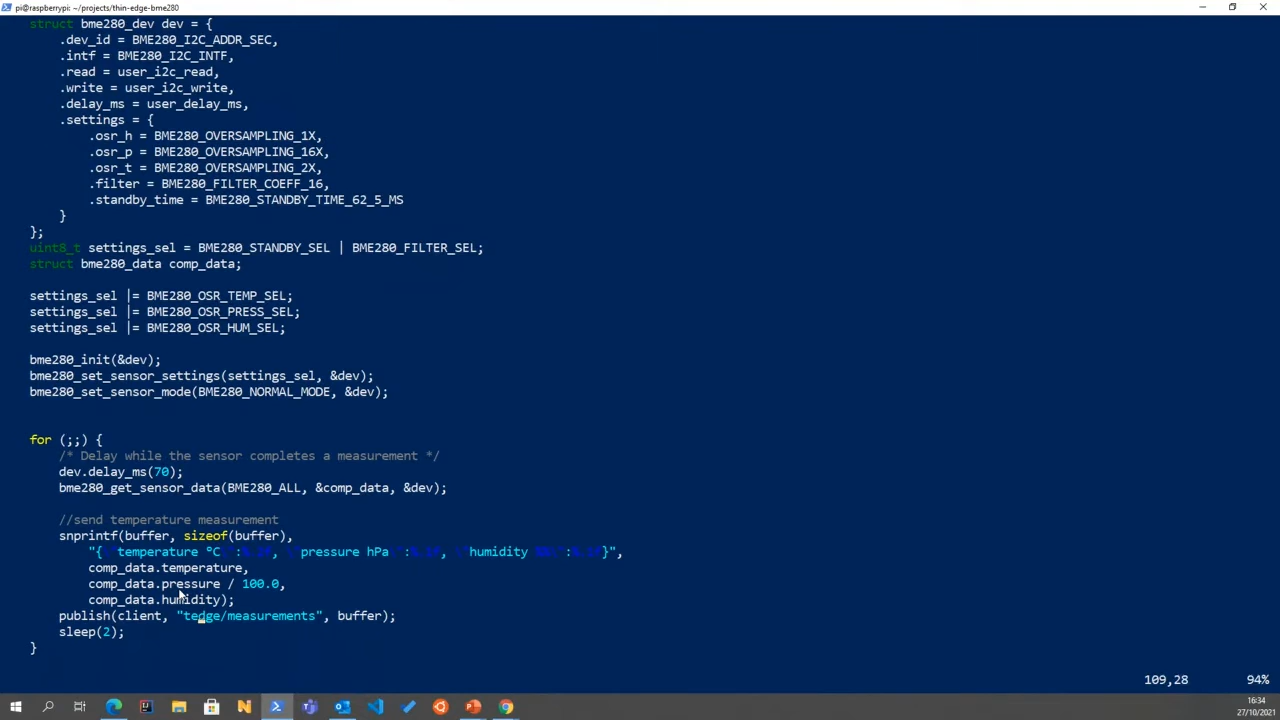 pi@raspberrypi: ~/projects/thin-edge-bme280
struct bme280_dev dev = {
.dev_id = BME280_I2C_ADDR_SEC,
.intf = BME280_I2C_INTF,
.read = user_i2c_read,
.write = user_i2c_write,
.delay_ms = user_delay_ms,
.settings = {
.osr_h = BME280_OVERSAMPLING_1X,
.osr_p = BME280_OVERSAMPLING_16X,
.osr_t = BME280_OVERSAMPLING_2X,
.filter = BME280_FILTER_COEFF_16,
.standby_time = BME280_STANDBY_TIME_62_5_MS
}
};
uint8_t settings_sel = BME280_STANDBY_SEL | BME280_FILTER_SEL;
struct bme280_data comp_data;
settings_sel |= BME280_OSR_TEMP_SEL;
settings_sel |= BME280_OSR_PRESS_SEL;
settings_sel |= BME280_OSR_HUM_SEL;
bme280_init(&dev);
bme280_set_sensor_settings(settings_sel, &dev);
bme280_set_sensor_mode(BME280_NORMAL_MODE, &dev);
for (;;) {
/* Delay while the sensor completes a measurement */
dev.delay_ms(70);
bme280_get_sensor_data(BME280_ALL, &comp_data, &dev);
//send temperature measurement
snprintf(buffer, sizeof(buffer),
"{ temperature °C : , pressure hPa : , humidity : }",
comp_data.temperature,
comp_data.pressure / 100.0,
comp_data.humidity);
publish(client, "tedge/measurements", buffer);
sleep(2);
}
109,28 94%
16:34
27/10/2021